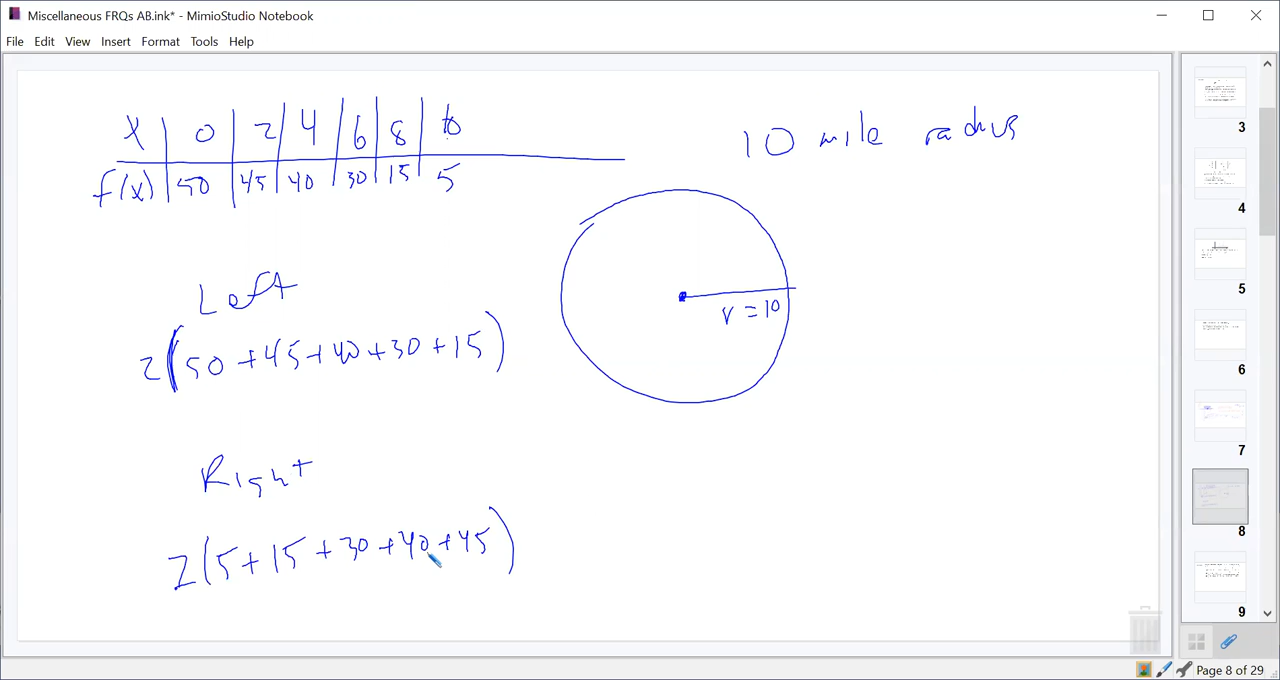 Miscellaneous FRQs AB.ink* - MimioStudio Notebook
File Edit View Insert Format Tools Help
x 0 2 4 6 8 10
f(x) 50 45 40 30 15 5
10 mile radius
r = 10
Left
2(50+45+40+30+15)
Right
2(5+15+30+40+45)
3
4
5
6
7
8
9
Page 8 of 29